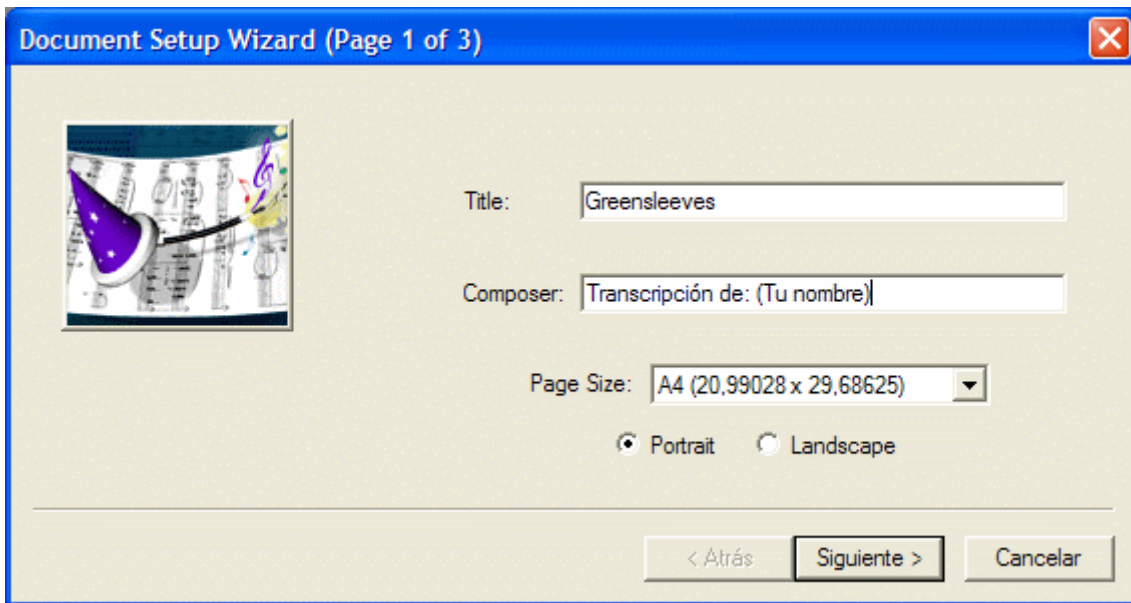 Document Setup Wizard (Page 1 of 3)
Title: Greensleeves
Composer: Transcripción de: (Tu nombre)
Page Size: A4 (20,99028 x 29,68625)
Portrait Landscape
< Atrás Siguiente > Cancelar